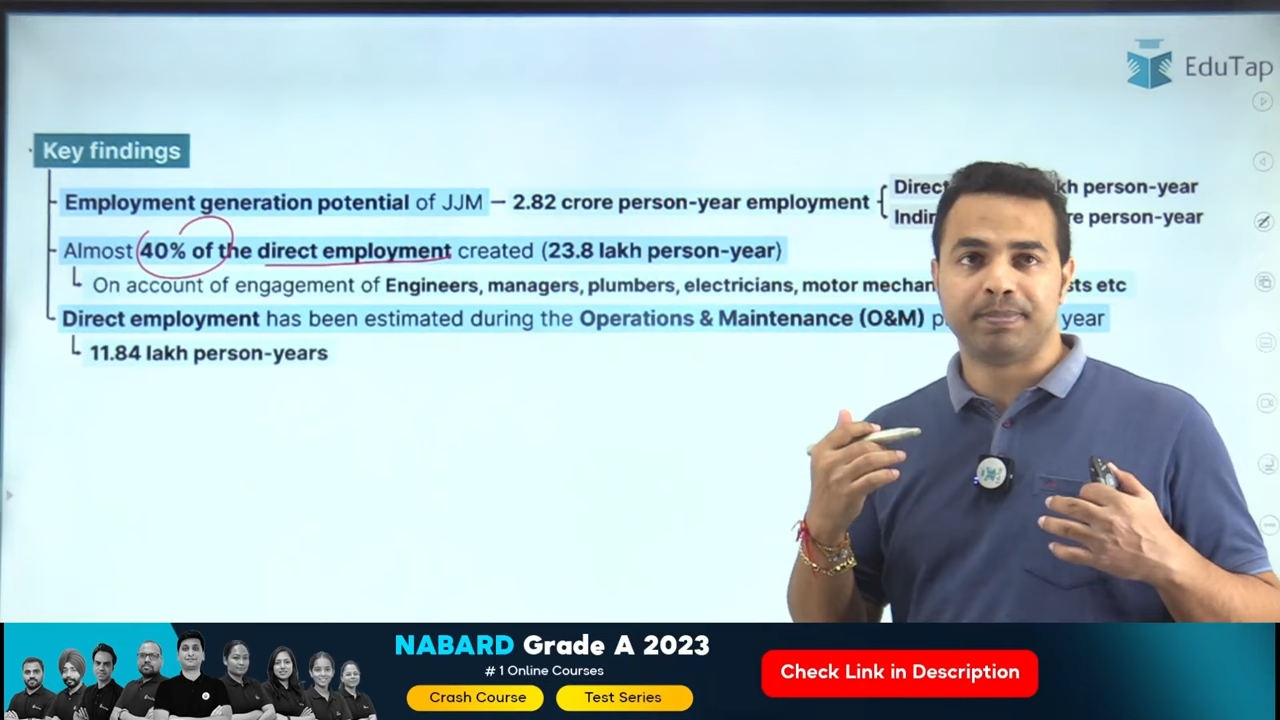 EduTap
Key findings
Employment generation potential of JJM – 2.82 crore person-year employment
Direct kh person-year
Indir re person-year
Almost 40% of the direct employment created (23.8 lakh person-year)
On account of engagement of Engineers, managers, plumbers, electricians, motor mechan sts etc
Direct employment has been estimated during the Operations & Maintenance (O&M) p year
11.84 lakh person-years
NABARD Grade A 2023
# 1 Online Courses
Crash Course
Test Series
Check Link in Description